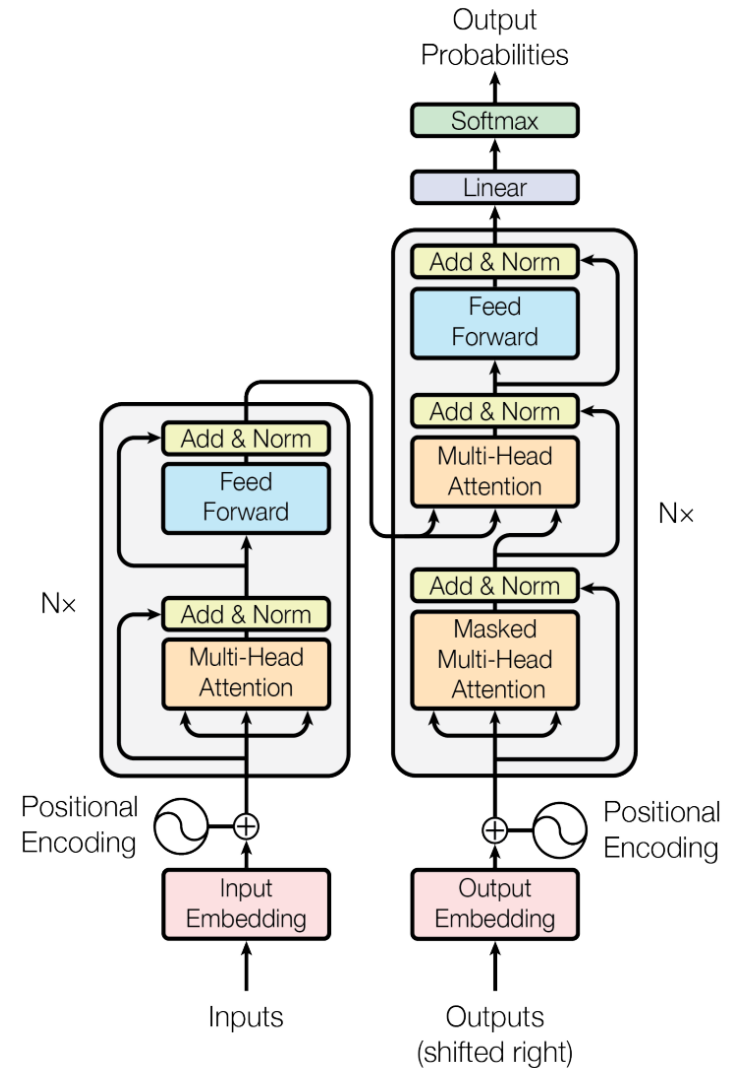 Output
Probabilities
Softmax
Linear
Add & Norm
Feed
Forward
Add & Norm
Multi-Head
Attention
Add & Norm
Masked
Multi-Head
Attention
Nx
Add & Norm
Feed
Forward
Add & Norm
Multi-Head
Attention
N×
Positional
Encoding
Positional
Encoding
Input
Embedding
Output
Embedding
Inputs
Outputs
(shifted right)